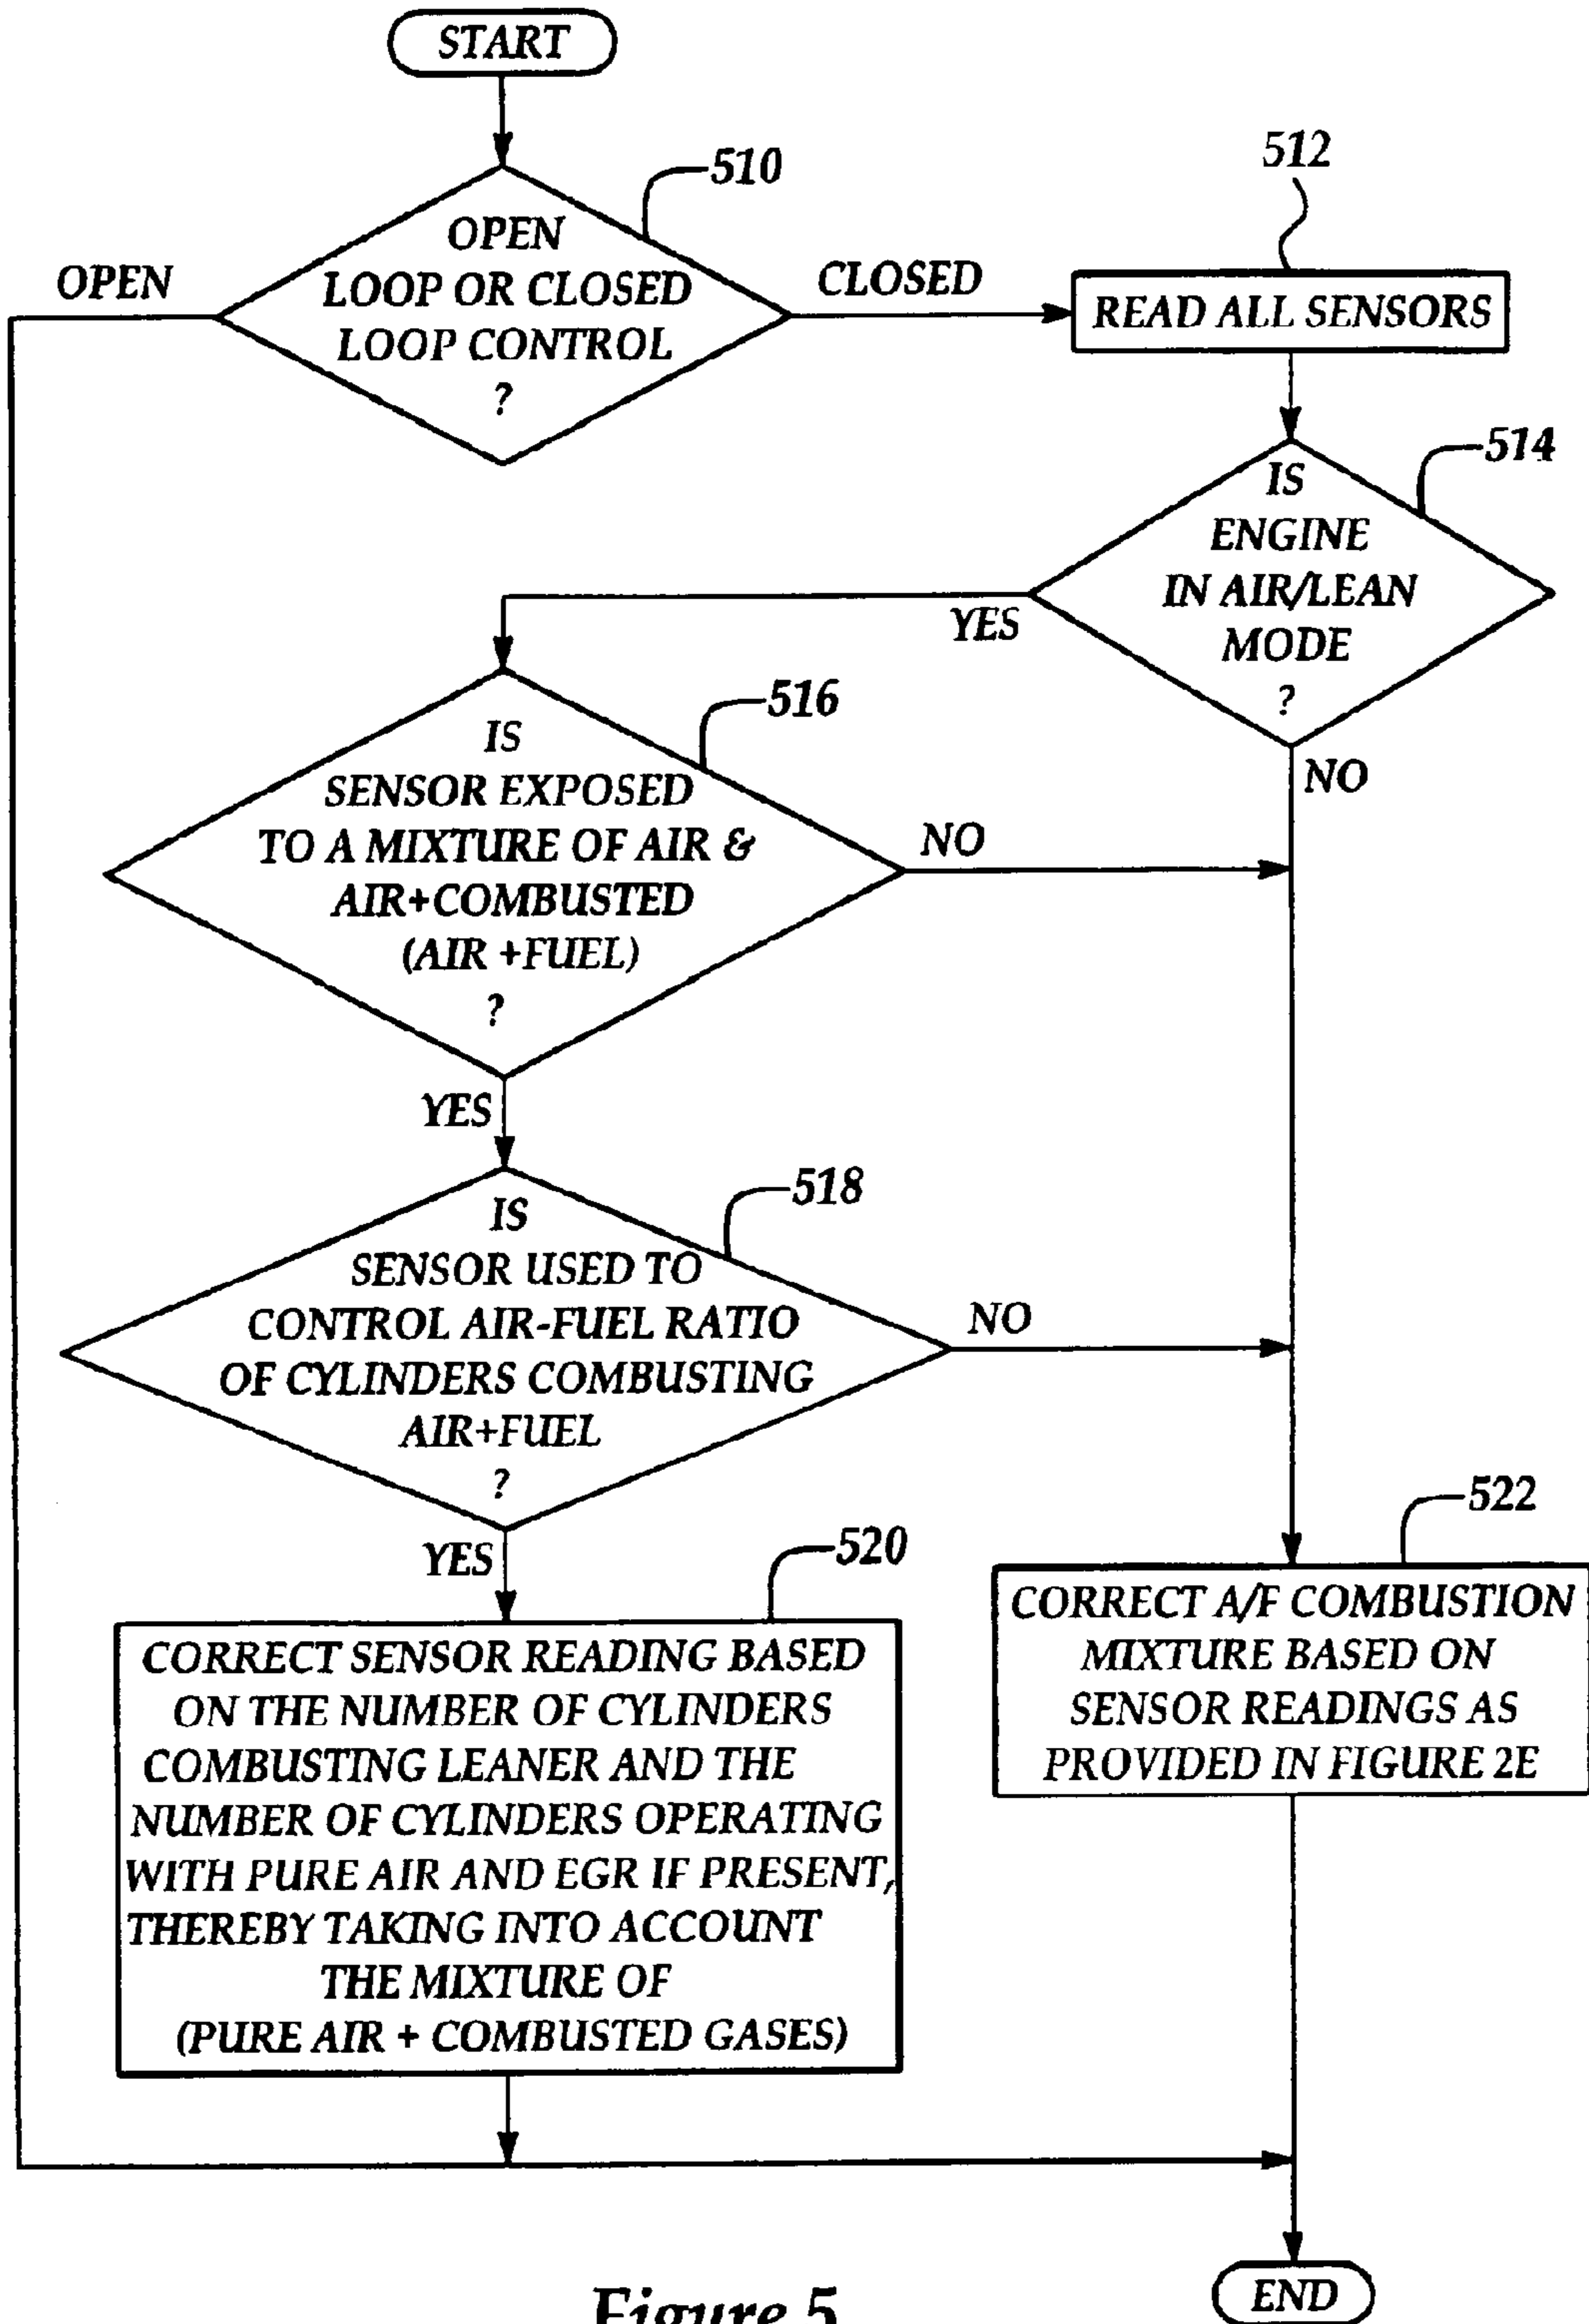 START
510
OPEN
LOOP OR CLOSED
LOOP CONTROL
?
OPEN
CLOSED
512
READ ALL SENSORS
514
IS
ENGINE
IN AIR/LEAN
MODE
?
YES
NO
516
IS
SENSOR EXPOSED
TO A MIXTURE OF AIR &
AIR+COMBUSTED
(AIR +FUEL)
?
NO
YES
518
IS
SENSOR USED TO
CONTROL AIR-FUEL RATIO
OF CYLINDERS COMBUSTING
AIR+FUEL
?
NO
YES
520
CORRECT SENSOR READING BASED
ON THE NUMBER OF CYLINDERS
COMBUSTING LEANER AND THE
NUMBER OF CYLINDERS OPERATING
WITH PURE AIR AND EGR IF PRESENT,
THEREBY TAKING INTO ACCOUNT
THE MIXTURE OF
(PURE AIR + COMBUSTED GASES)
522
CORRECT A/F COMBUSTION
MIXTURE BASED ON
SENSOR READINGS AS
PROVIDED IN FIGURE 2E
END
Figure 5